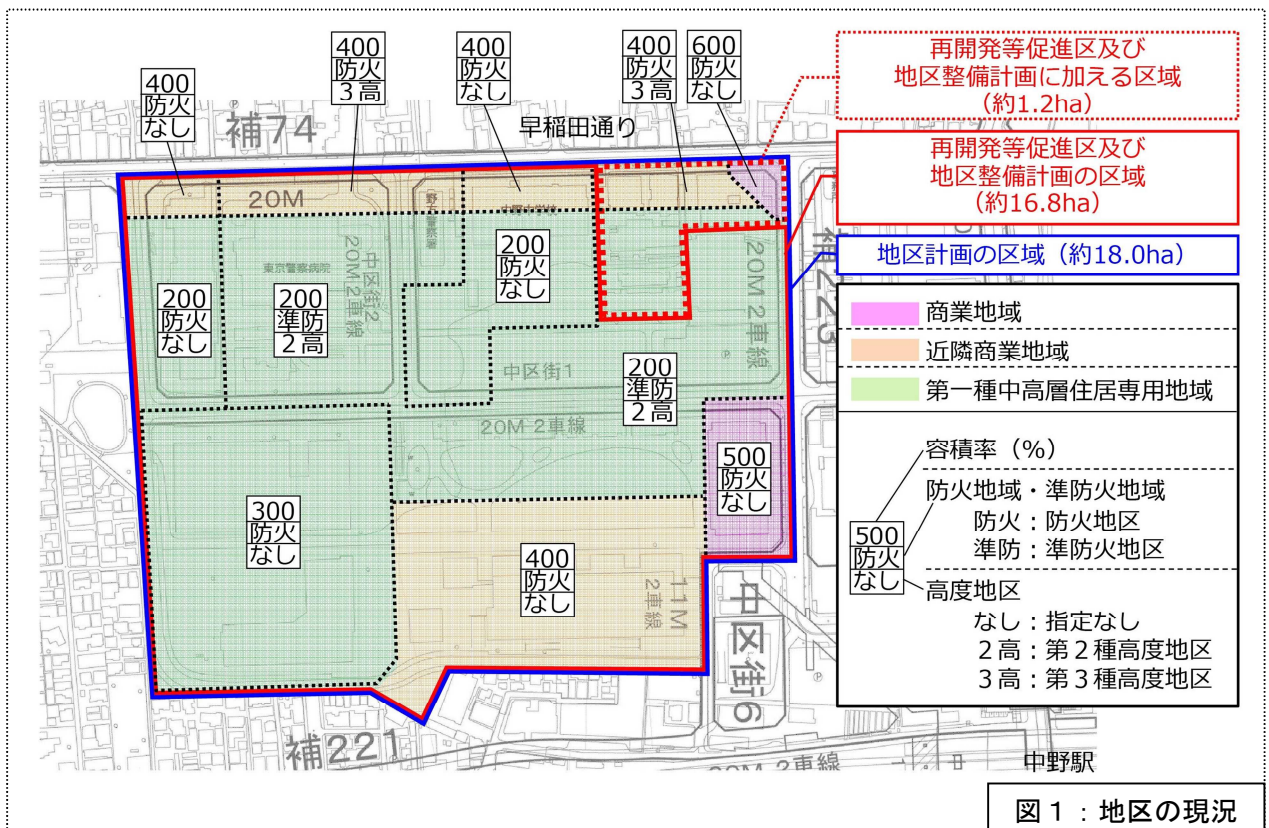 400
防火
なし
400
防火
3高
400
防火
なし
400
防火
3高
600
防火
なし
再開発等促進区及び
地区整備計画に加える区域
（約1.2ha）
補74
早稲田通り
再開発等促進区及び
地区整備計画の区域
（約16.8ha）
地区計画の区域（約18.0ha）
20M
中野中学校
東京警察病院
中区街2
20M 2車線
200
防火
なし
200
防火
なし
200
準防
2高
20M 2車線
補223
中区街1
200
準防
2高
20M 2車線
300
防火
なし
400
防火
なし
500
防火
なし
11M
2車線
中区街6
補221
20M 2車線
中野駅
商業地域
近隣商業地域
第一種中高層住居専用地域
容積率（%）
防火地域・準防火地域
防火：防火地区
準防：準防火地区
500
防火
なし
高度地区
なし：指定なし
２高：第２種高度地区
３高：第３種高度地区
図１：地区の現況